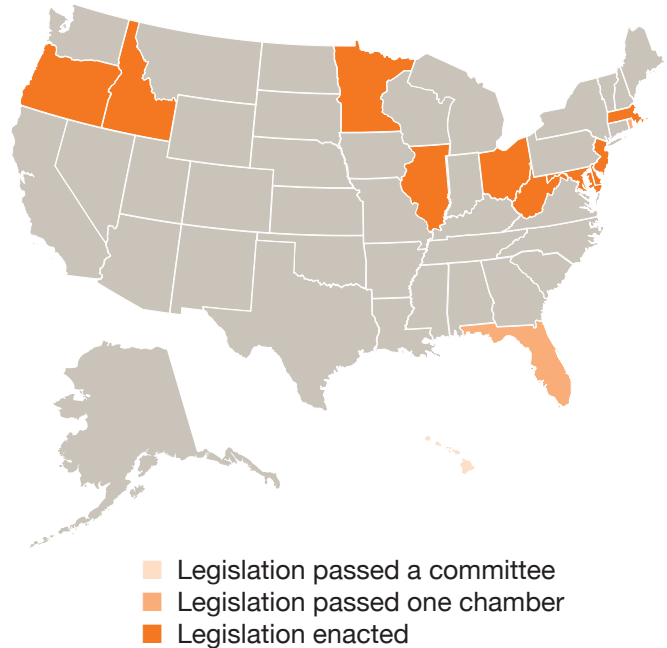 Legislation passed a committee
Legislation passed one chamber
Legislation enacted